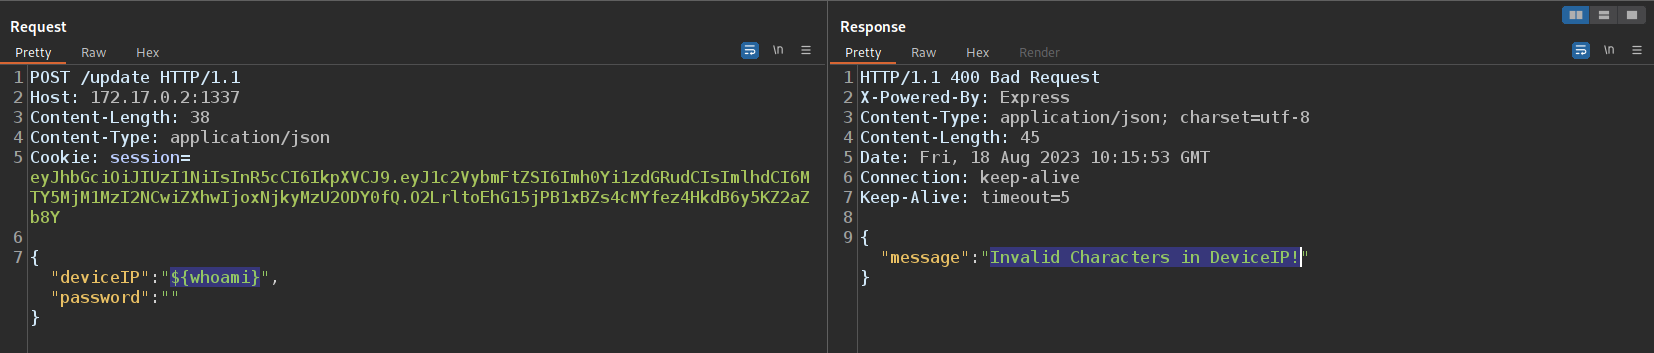 Request
Pretty Raw Hex
\n
1 POST /update HTTP/1.1
2 Host: 172.17.0.2:1337
3 Content-Length: 38
4 Content-Type: application/json
5 Cookie: session=
eyJhbGciOiJIUzI1NiIsInR5cCI6IkpXVCJ9.eyJ1c2VybmFtZSI6Imh0Yi1zdGRudCIsImlhdCI6M
TY5MjM1MzI2NCwiZXhwIjoxNjkyMzU2ODY0fQ.O2LrltoEhG15jPB1xBZs4cMYfez4HkdB6y5KZ2aZ
b8Y
6
7 {
"deviceIP":"${whoami}",
"password":""
}
Response
Pretty Raw Hex Render
\n
1 HTTP/1.1 400 Bad Request
2 X-Powered-By: Express
3 Content-Type: application/json; charset=utf-8
4 Content-Length: 45
5 Date: Fri, 18 Aug 2023 10:15:53 GMT
6 Connection: keep-alive
7 Keep-Alive: timeout=5
8
9 {
"message":"Invalid Characters in DeviceIP!"
}